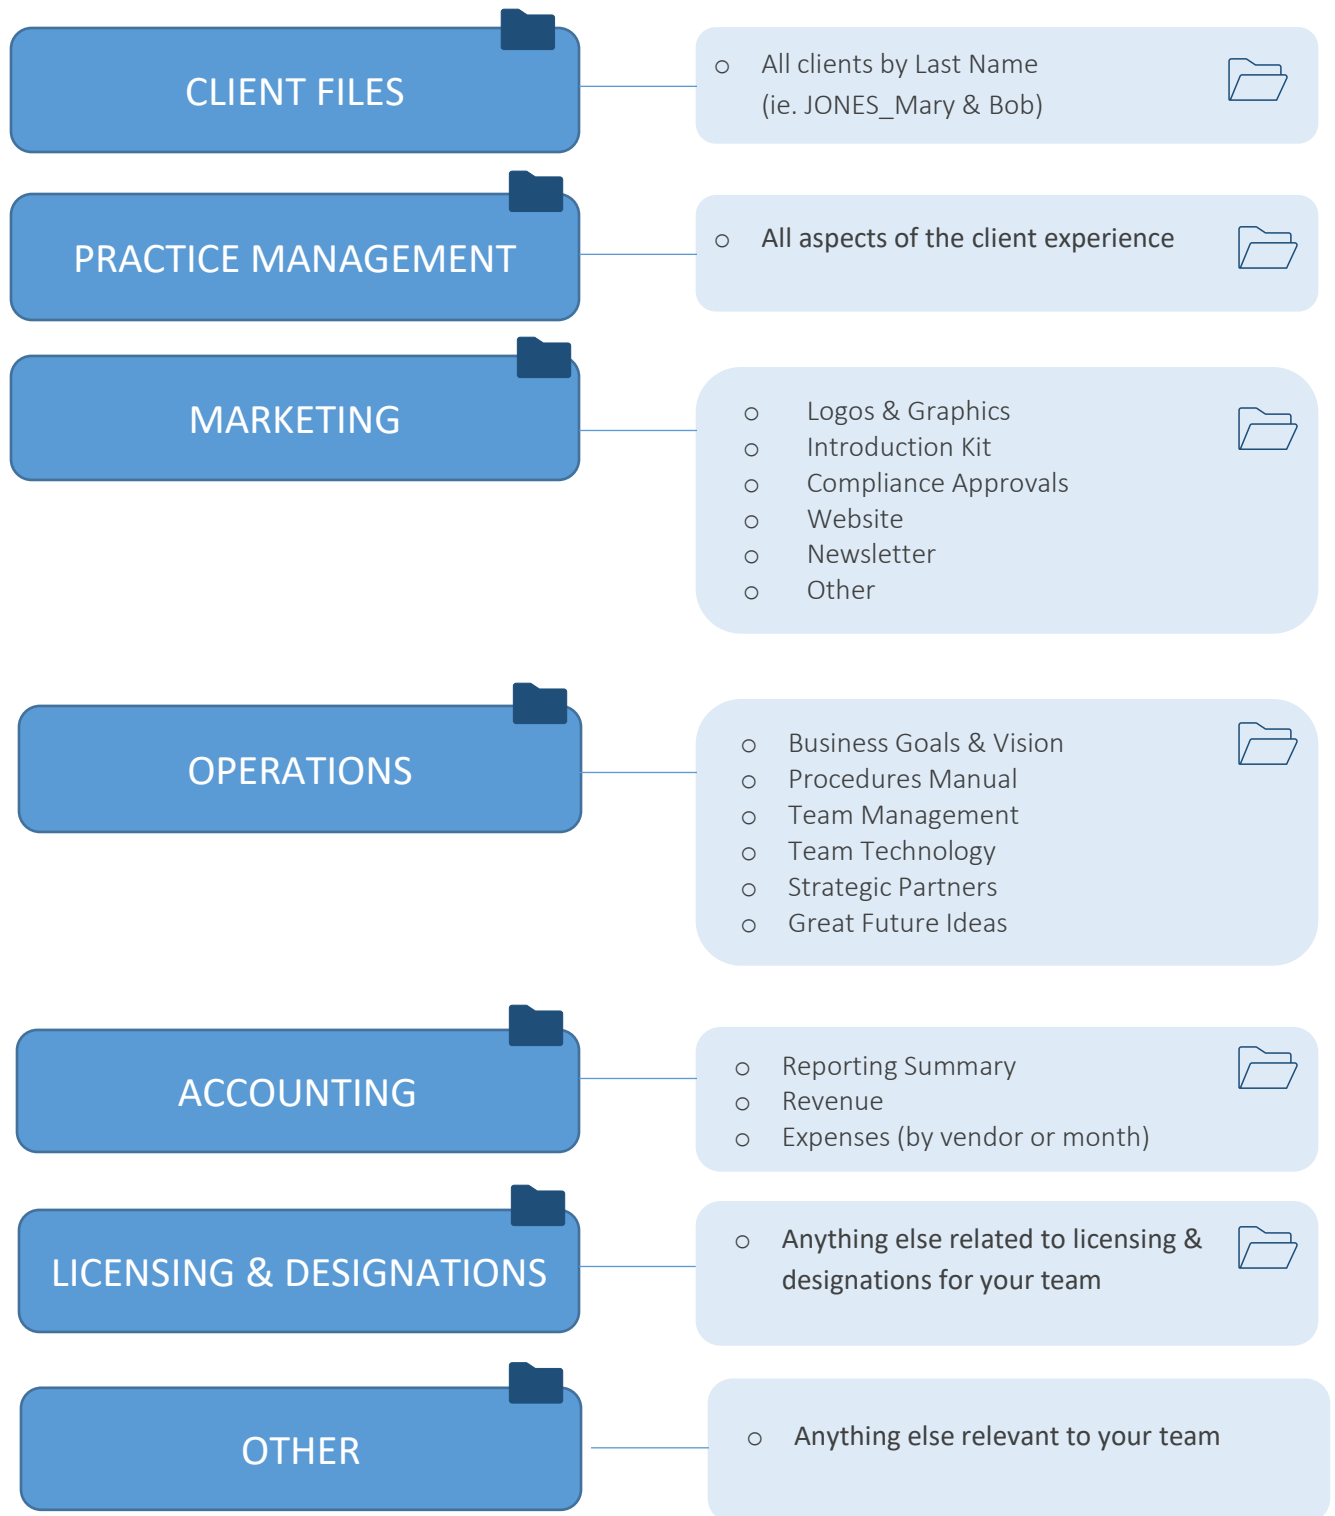 CLIENT FILES
○ All clients by Last Name
(ie. JONES_Mary & Bob)
PRACTICE MANAGEMENT
○ All aspects of the client experience
MARKETING
○ Logos & Graphics
○ Introduction Kit
○ Compliance Approvals
○ Website
○ Newsletter
○ Other
OPERATIONS
○ Business Goals & Vision
○ Procedures Manual
○ Team Management
○ Team Technology
○ Strategic Partners
○ Great Future Ideas
ACCOUNTING
○ Reporting Summary
○ Revenue
○ Expenses (by vendor or month)
LICENSING & DESIGNATIONS
○ Anything else related to licensing &
designations for your team
OTHER
○ Anything else relevant to your team